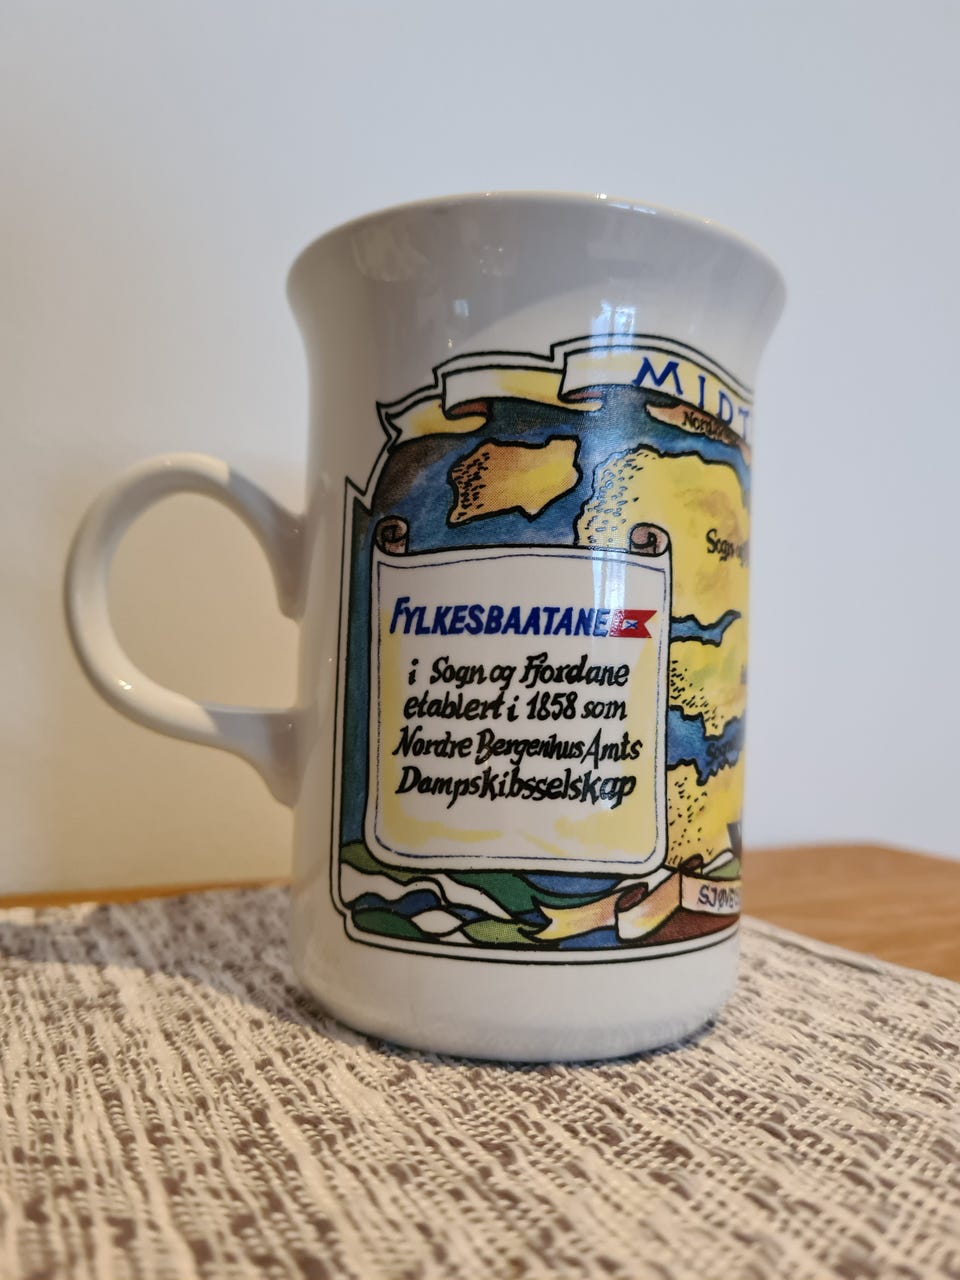 MIDT
FYLKESBAATANE
i Sogn og Fjordane
etablert i 1858 som
Nordre Bergenhus Amts
Dampskibsselskap